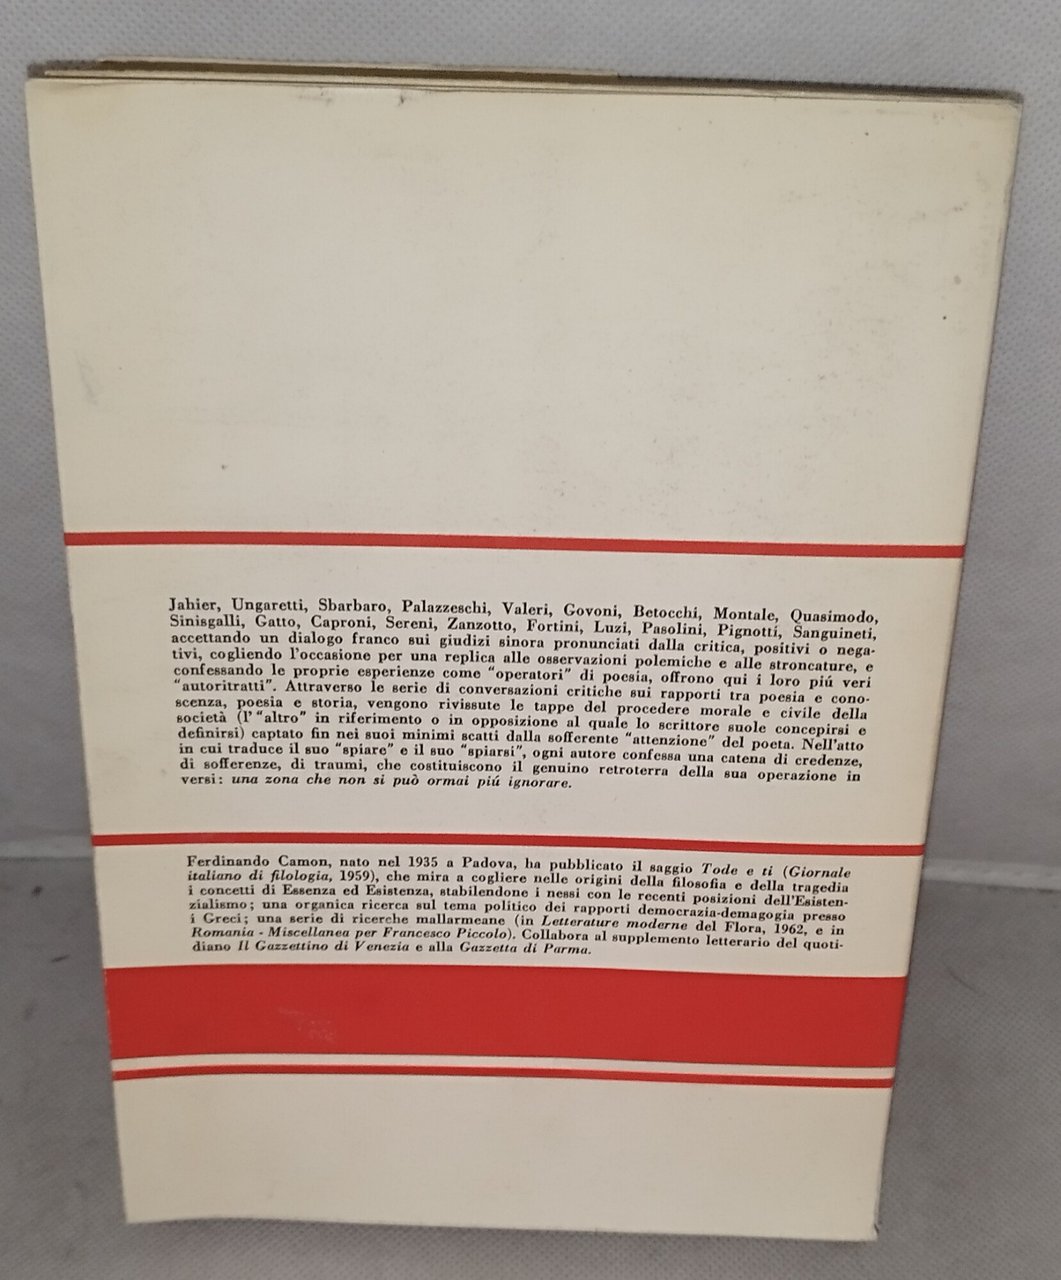 Jahier, Ungaretti, Sbarbaro, Palazzeschi, Valeri, Govoni, Betocchi, Montale, Quasimodo,
Sinisgalli, Gatto, Caproni, Sereni, Zanzotto, Fortini, Luzi, Pasolini, Pignotti, Sanguineti,
accettando un dialogo franco sui giudizi sinora pronunciati dalla critica, positivi o nega-
tivi, cogliendo l'occasione per una replica alle osservazioni polemiche e alle stroncature, e
confessando le proprie esperienze come "operatori" di poesia, offrono qui i loro piú veri
"autoritratti". Attraverso le serie di conversazioni critiche sui rapporti tra poesia e cono-
scenza, poesia e storia, vengono rivissute le tappe del procedere morale e civile della
società (l'"altro" in riferimento o in opposizione al quale lo scrittore suole concepirsi e
definirsi) captato fin nei suoi minimi scatti dalla sofferente "attenzione" del poeta. Nell'atto
in cui traduce il suo "spiare" e il suo "spiarsi", ogni autore confessa una catena di credenze,
di sofferenze, di traumi, che costituiscono il genuino retroterra della sua operazione in
versi: una zona che non si può ormai piú ignorare.
Ferdinando Camon, nato nel 1935 a Padova, ha pubblicato il saggio Tode e ti (Giornale
italiano di filologia, 1959), che mira a cogliere nelle origini della filosofia e della tragedia
i concetti di Essenza ed Esistenza, stabilendone i nessi con le recenti posizioni dell'Esisten-
zialismo; una organica ricerca sul tema politico dei rapporti democrazia-demagogia presso
i Greci; una serie di ricerche mallarmeane (in Letterature moderne del Flora, 1962, e in
Romania - Miscellanea per Francesco Piccolo). Collabora al supplemento letterario del quoti-
diano Il Gazzettino di Venezia e alla Gazzetta di Parma.